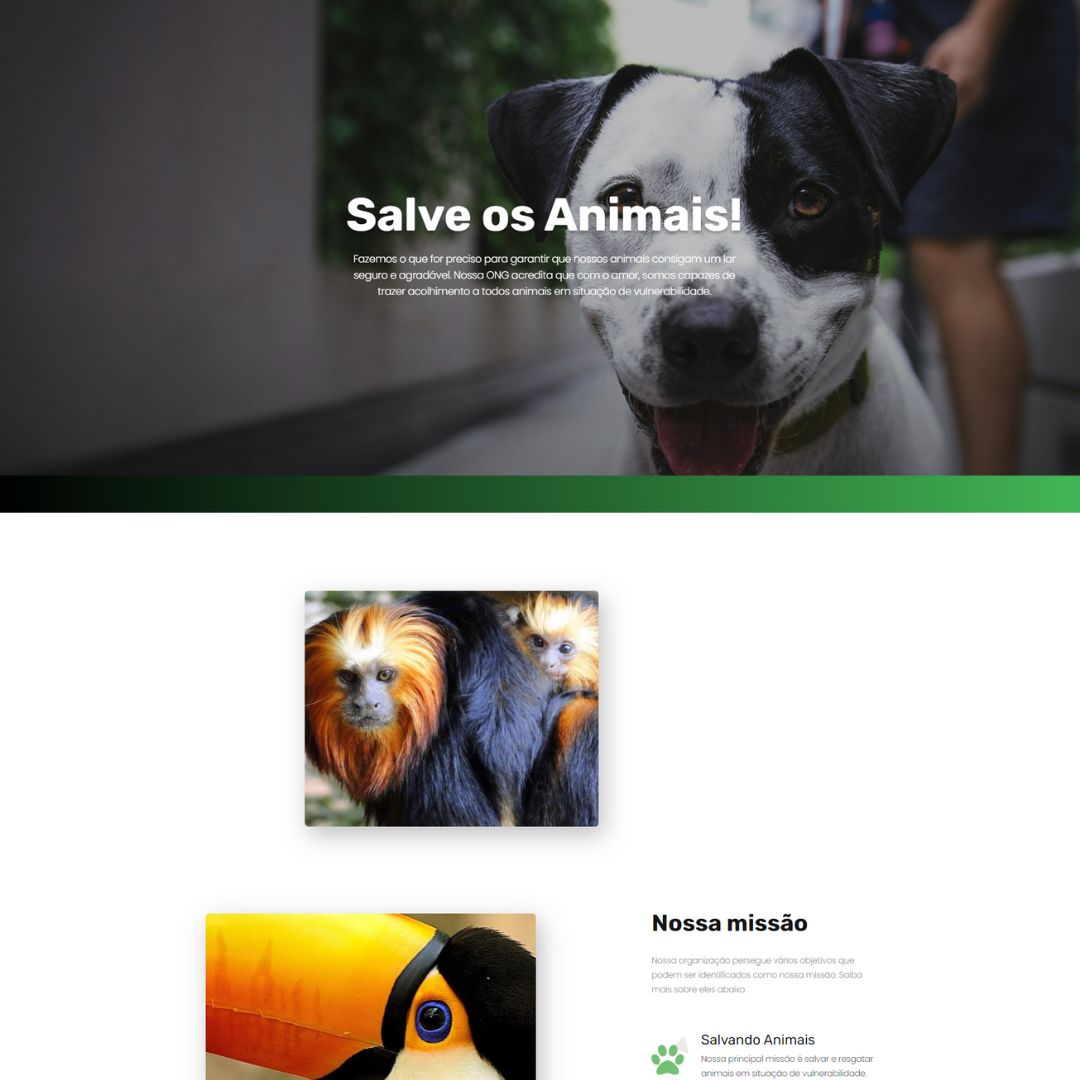 Salve os Animais!
Fazemos o que for preciso para garantir que nossos animais consigam um lar
seguro e agradável. Nossa ONG acredita que com o amor, somos capazes de
trazer acolhimento a todos animais em situação de vulnerabilidade.
Nossa missão
Nossa organização persegue vários objetivos que
podem ser identificados como nossa missão. Saiba
mais sobre eles abaixo.
Salvando Animais
Nossa principal missão é salvar e resgatar
animais em situação de vulnerabilidade.